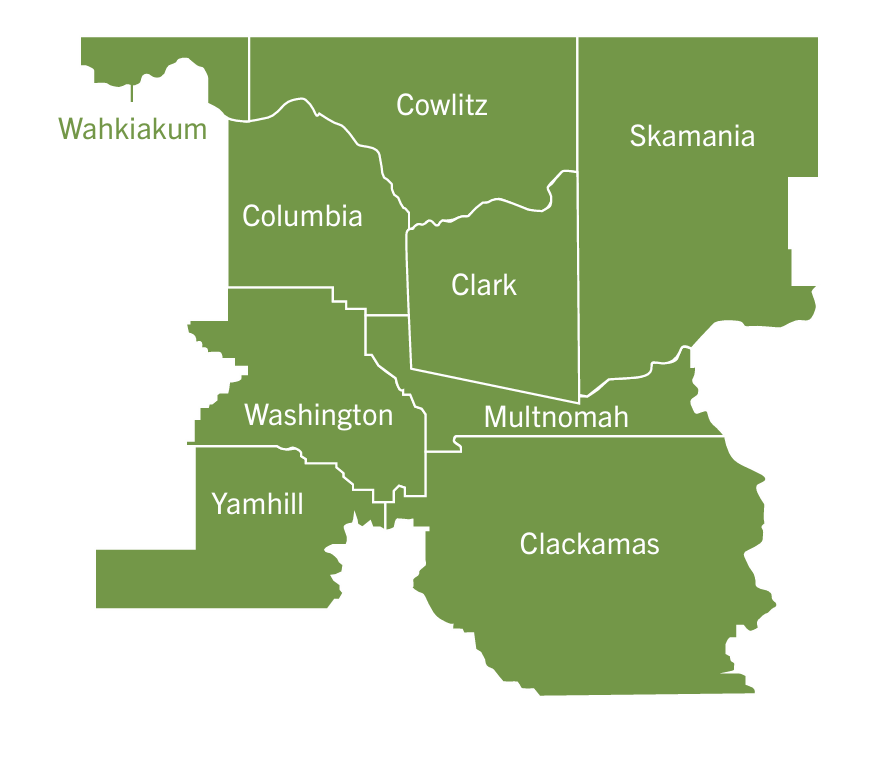 Cowlitz
Wahkiakum
Skamania
Columbia
Clark
Washington
Multnomah
Yamhill
Clackamas